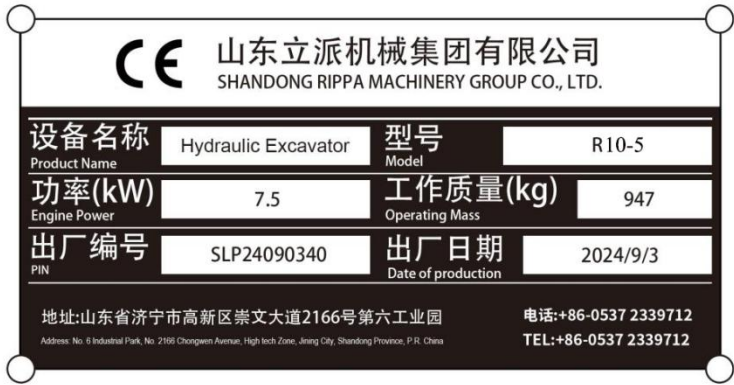 CE 山东立派机械集团有限公司
SHANDONG RIPPA MACHINERY GROUP CO., LTD.
设备名称 Hydraulic Excavator 型号 R10-5
Product Name Model
功率(kW) 7.5 工作质量(kg) 947
Engine Power Operating Mass
出厂编号 SLP24090340 出厂日期 2024/9/3
PIN Date of production
地址:山东省济宁市高新区崇文大道2166号第六工业园 电话:+86-0537 2339712
Address: No. 6 Industrial Park, No. 2166 Chongwen Avenue, High tech Zone, Jining City, Shandong Province, P.R. China TEL:+86-0537 2339712